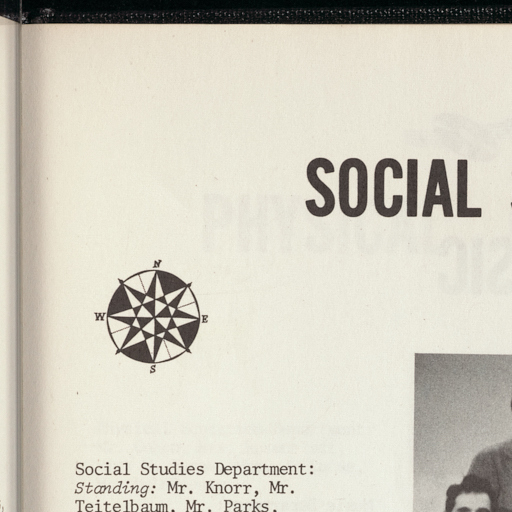 SOCIAL
N
W E
S
Social Studies Department:
Standing: Mr. Knorr, Mr.
Teitelbaum, Mr. Parks.